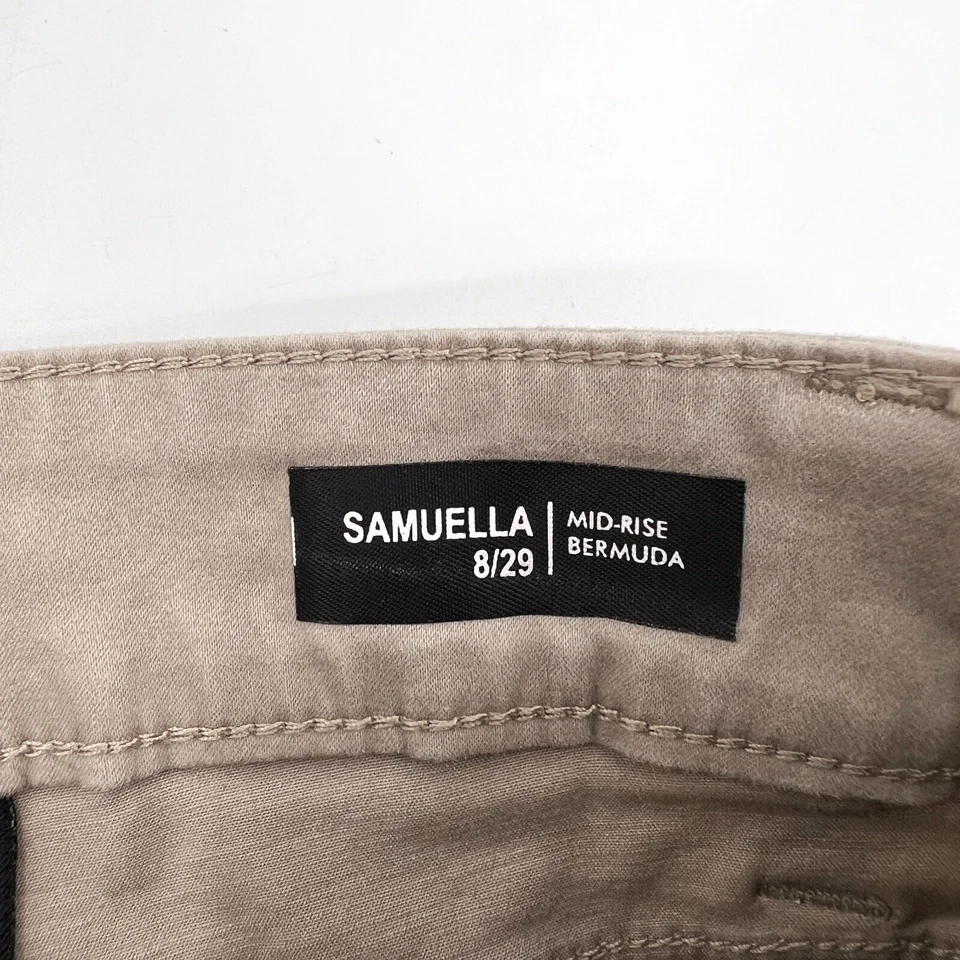 SAMUELLA
8/29
MID-RISE
BERMUDA